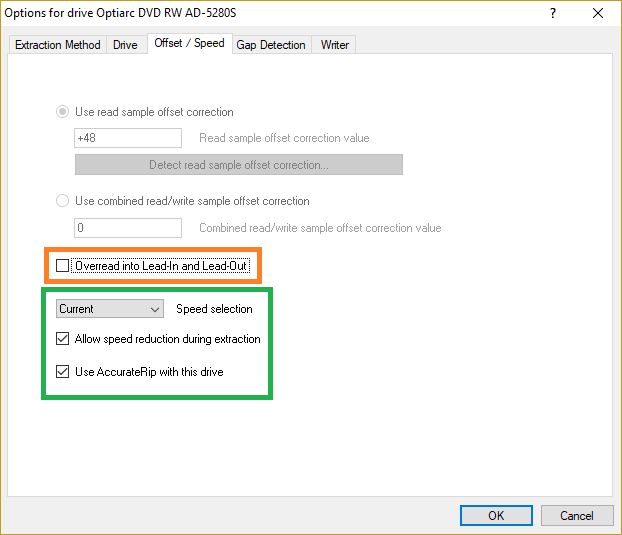 Options for drive Optiarc DVD RW AD-5280S ?
Extraction Method Drive Offset / Speed Gap Detection Writer
Use read sample offset correction
+48 Read sample offset correction value
Detect read sample offset correction...
Use combined read/write sample offset correction
0 Combined read/write sample offset correction value
Overread into Lead-In and Lead-Out
Current Speed selection
Allow speed reduction during extraction
Use AccurateRip with this drive
OK Cancel